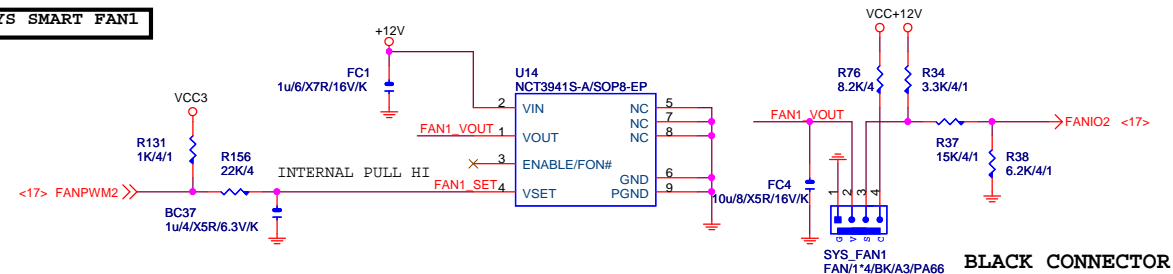 YS SMART FAN1
+12V
FC1
1u/6/X7R/16V/K
VCC3
R131
1K/4/1
R156
22K/4
INTERNAL PULL HI
<17> FANPWM2
BC37
1u/4/X5R/6.3V/K
U14
NCT3941S-A/SOP8-EP
2 VIN NC 5
NC 7
FAN1_VOUT 1 VOUT NC 8
3 ENABLE/FON#
GND 6
FAN1_SET 4 VSET PGND 9
VCC+12V
R76
8.2K/4
R34
3.3K/4/1
FAN1_VOUT
FANIO2 <17>
R37
15K/4/1
R38
6.2K/4/1
FC4
10u/8/X5R/16V/K
1 2 3 4
G V S C
SYS_FAN1
FAN/1*4/BK/A3/PA66
BLACK CONNECTOR